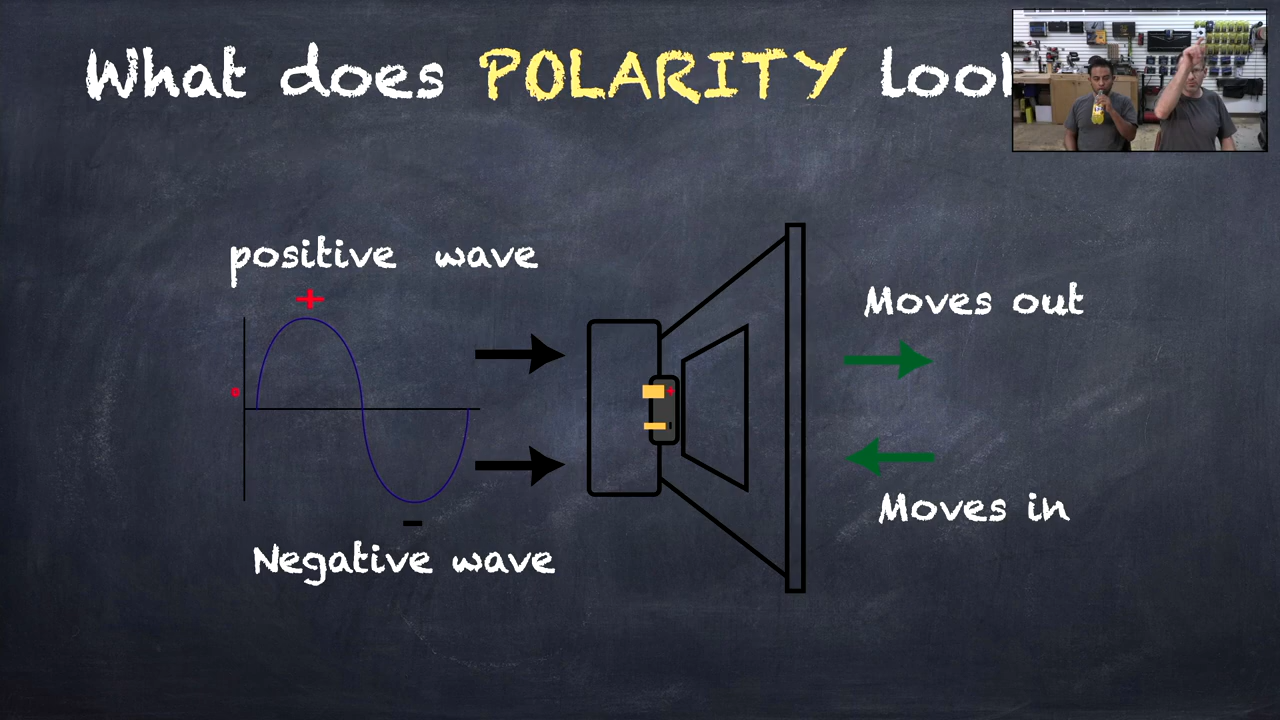 What does POLARITY look
positive wave
+
Moves out
+
-
Moves in
-
Negative wave